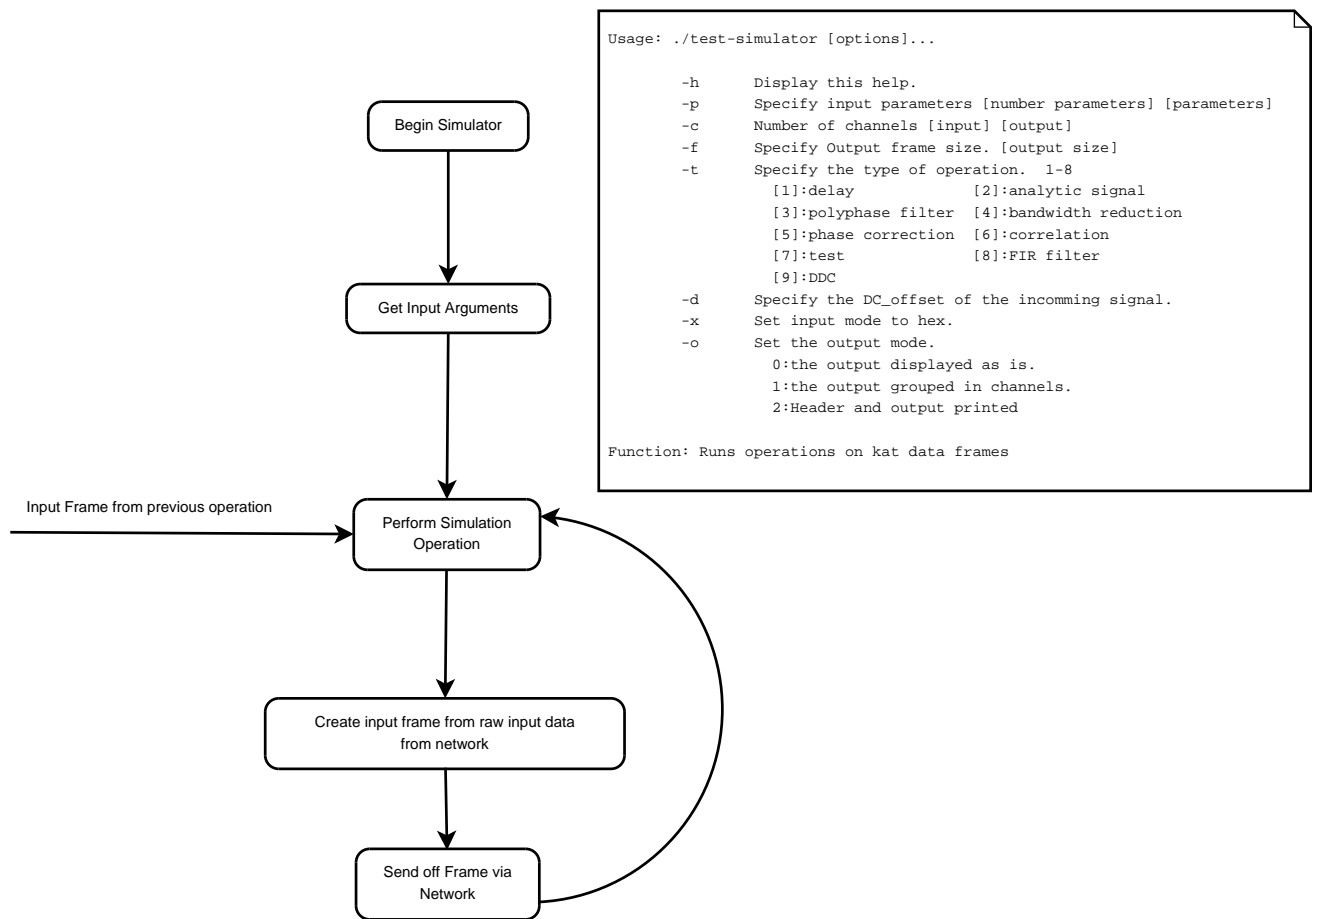 Usage: ./test-simulator [options]...
-h Display this help.
-p Specify input parameters [number parameters] [parameters]
-c Number of channels [input] [output]
-f Specify Output frame size. [output size]
-t Specify the type of operation. 1-8
[1]:delay [2]:analytic signal
[3]:polyphase filter [4]:bandwidth reduction
[5]:phase correction [6]:correlation
[7]:test [8]:FIR filter
[9]:DDC
-d Specify the DC_offset of the incomming signal.
-x Set input mode to hex.
-o Set the output mode.
0:the output displayed as is.
1:the output grouped in channels.
2:Header and output printed
Function: Runs operations on kat data frames
Begin Simulator
Get Input Arguments
Input Frame from previous operation
Perform Simulation
Operation
Create input frame from raw input data
from network
Send off Frame via
Network